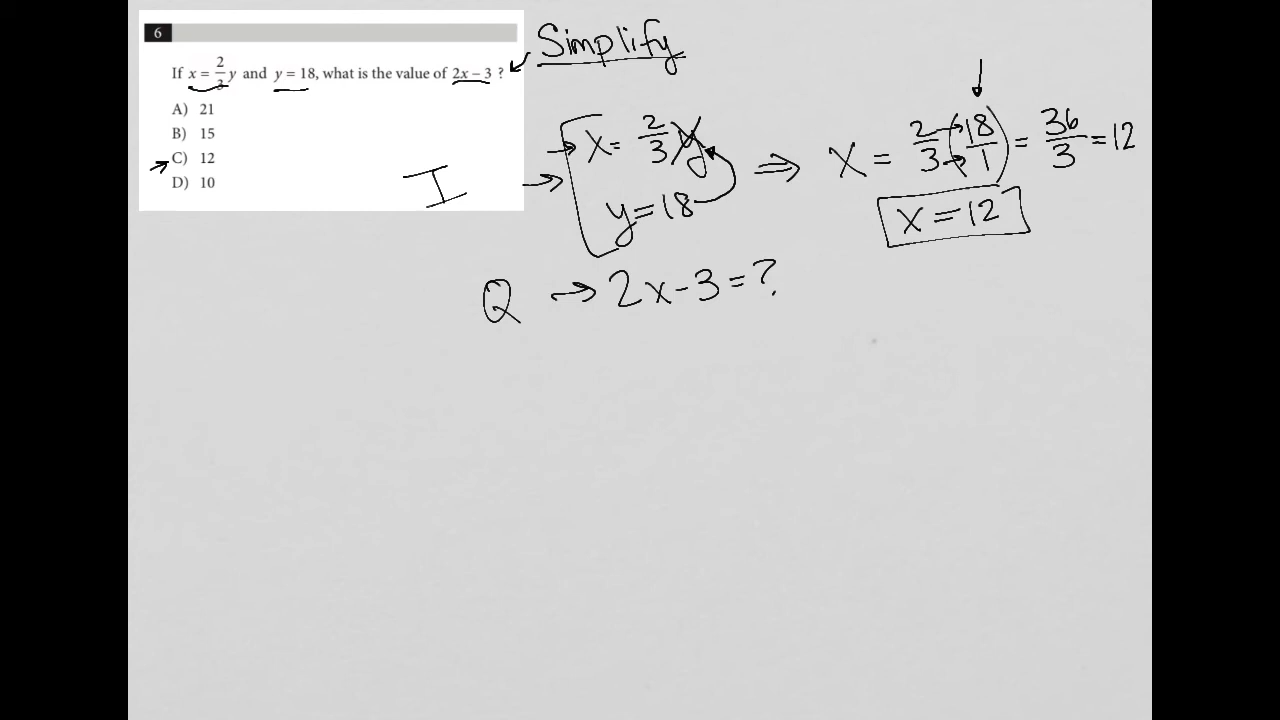 6
If x = 2/3 y and y = 18, what is the value of 2x − 3 ?
A) 21
B) 15
C) 12
D) 10
Simplify
I → x = 2/3 y
y = 18
⇒ x = 2/3 (18/1) = 36/3 = 12
x = 12
Q → 2x - 3 = ?